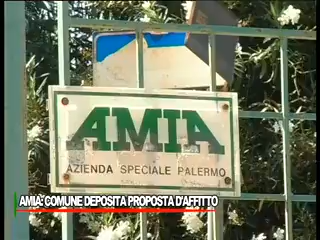 AMIA
AZIENDA SPECIALE PALERMO
AMIA: COMUNE DEPOSITA PROPOSTA D'AFFITTO